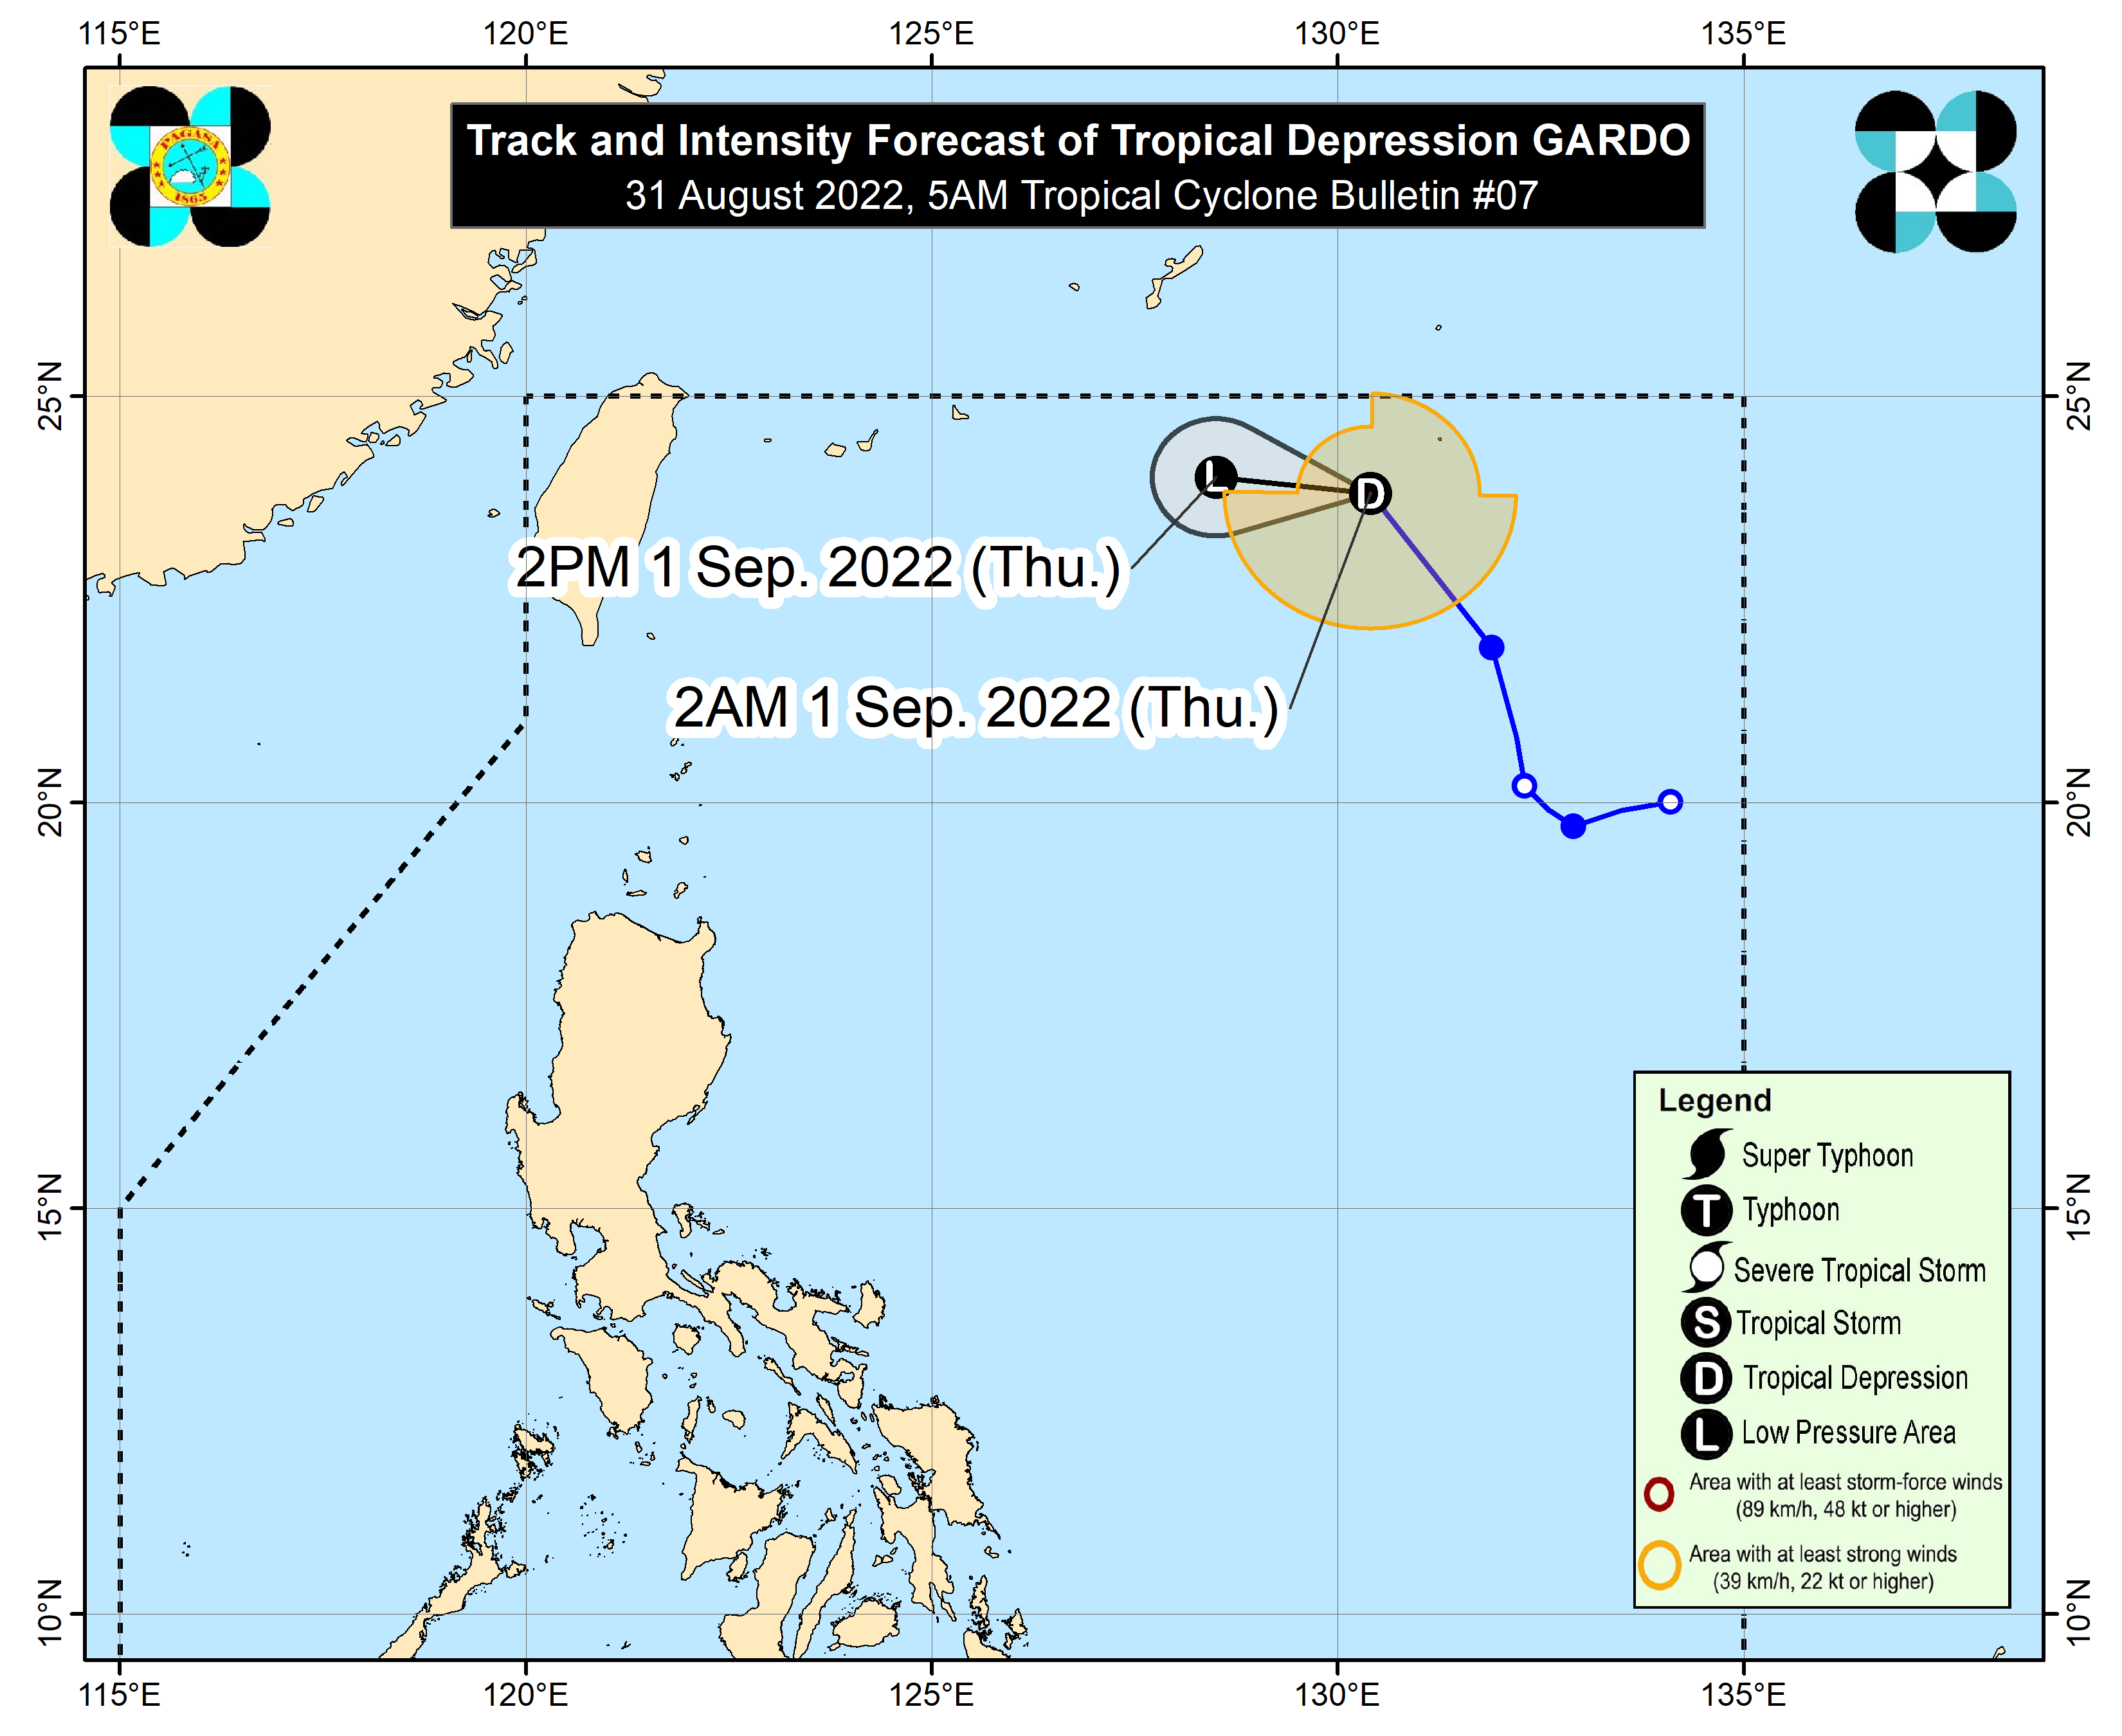 115°E 120°E 125°E 130°E 135°E
PAGASA
1865
Track and Intensity Forecast of Tropical Depression GARDO
31 August 2022, 5AM Tropical Cyclone Bulletin #07
25°N 25°N
L
D
2PM 1 Sep. 2022 (Thu.)
2AM 1 Sep. 2022 (Thu.)
20°N 20°N
15°N 15°N
Legend
Super Typhoon
T Typhoon
Severe Tropical Storm
S Tropical Storm
D Tropical Depression
L Low Pressure Area
Area with at least storm-force winds
(89 km/h, 48 kt or higher)
Area with at least strong winds
(39 km/h, 22 kt or higher)
10°N 10°N
115°E 120°E 125°E 130°E 135°E